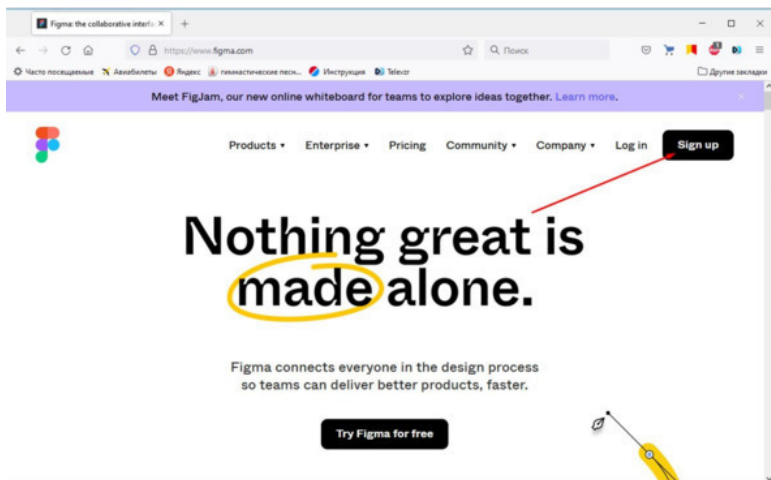 Figma: the collaborative interfa
https://www.figma.com
Поиск
Часто посещаемые Авиабилеты Яндекс гимнастические песн... Инструкция Televzr Другие закладки
Meet FigJam, our new online whiteboard for teams to explore ideas together. Learn more.
Products Enterprise Pricing Community Company Log in Sign up
Nothing great is
made alone.
Figma connects everyone in the design process
so teams can deliver better products, faster.
Try Figma for free